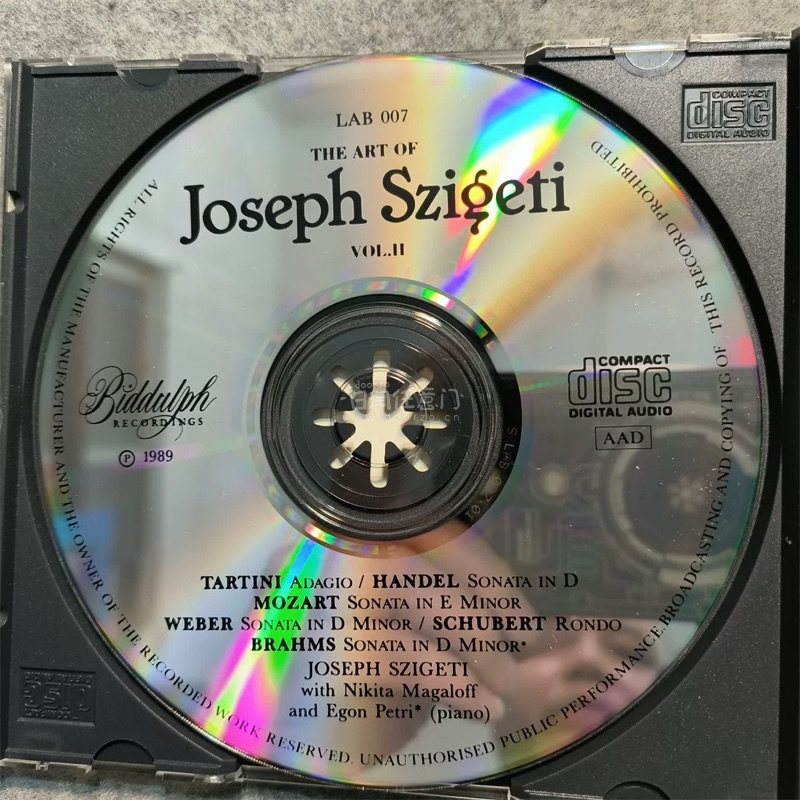 LAB 007
THE ART OF
Joseph Szigeti
VOL.II
Biddulph
RECORDINGS
℗ 1989
COMPACT
disc
DIGITAL AUDIO
AAD
TARTINI ADAGIO / HANDEL SONATA IN D
MOZART SONATA IN E MINOR
WEBER SONATA IN D MINOR / SCHUBERT RONDO
BRAHMS SONATA IN D MINOR*
JOSEPH SZIGETI
with Nikita Magaloff
and Egon Petri* (piano)
ALL RIGHTS OF THE MANUFACTURER AND THE OWNER OF THE RECORDED WORK RESERVED. UNAUTHORISED PUBLIC PERFORMANCE, BROADCASTING AND COPYING OF THIS RECORD PROHIBITED
COMPACT
disc
DIGITAL AUDIO